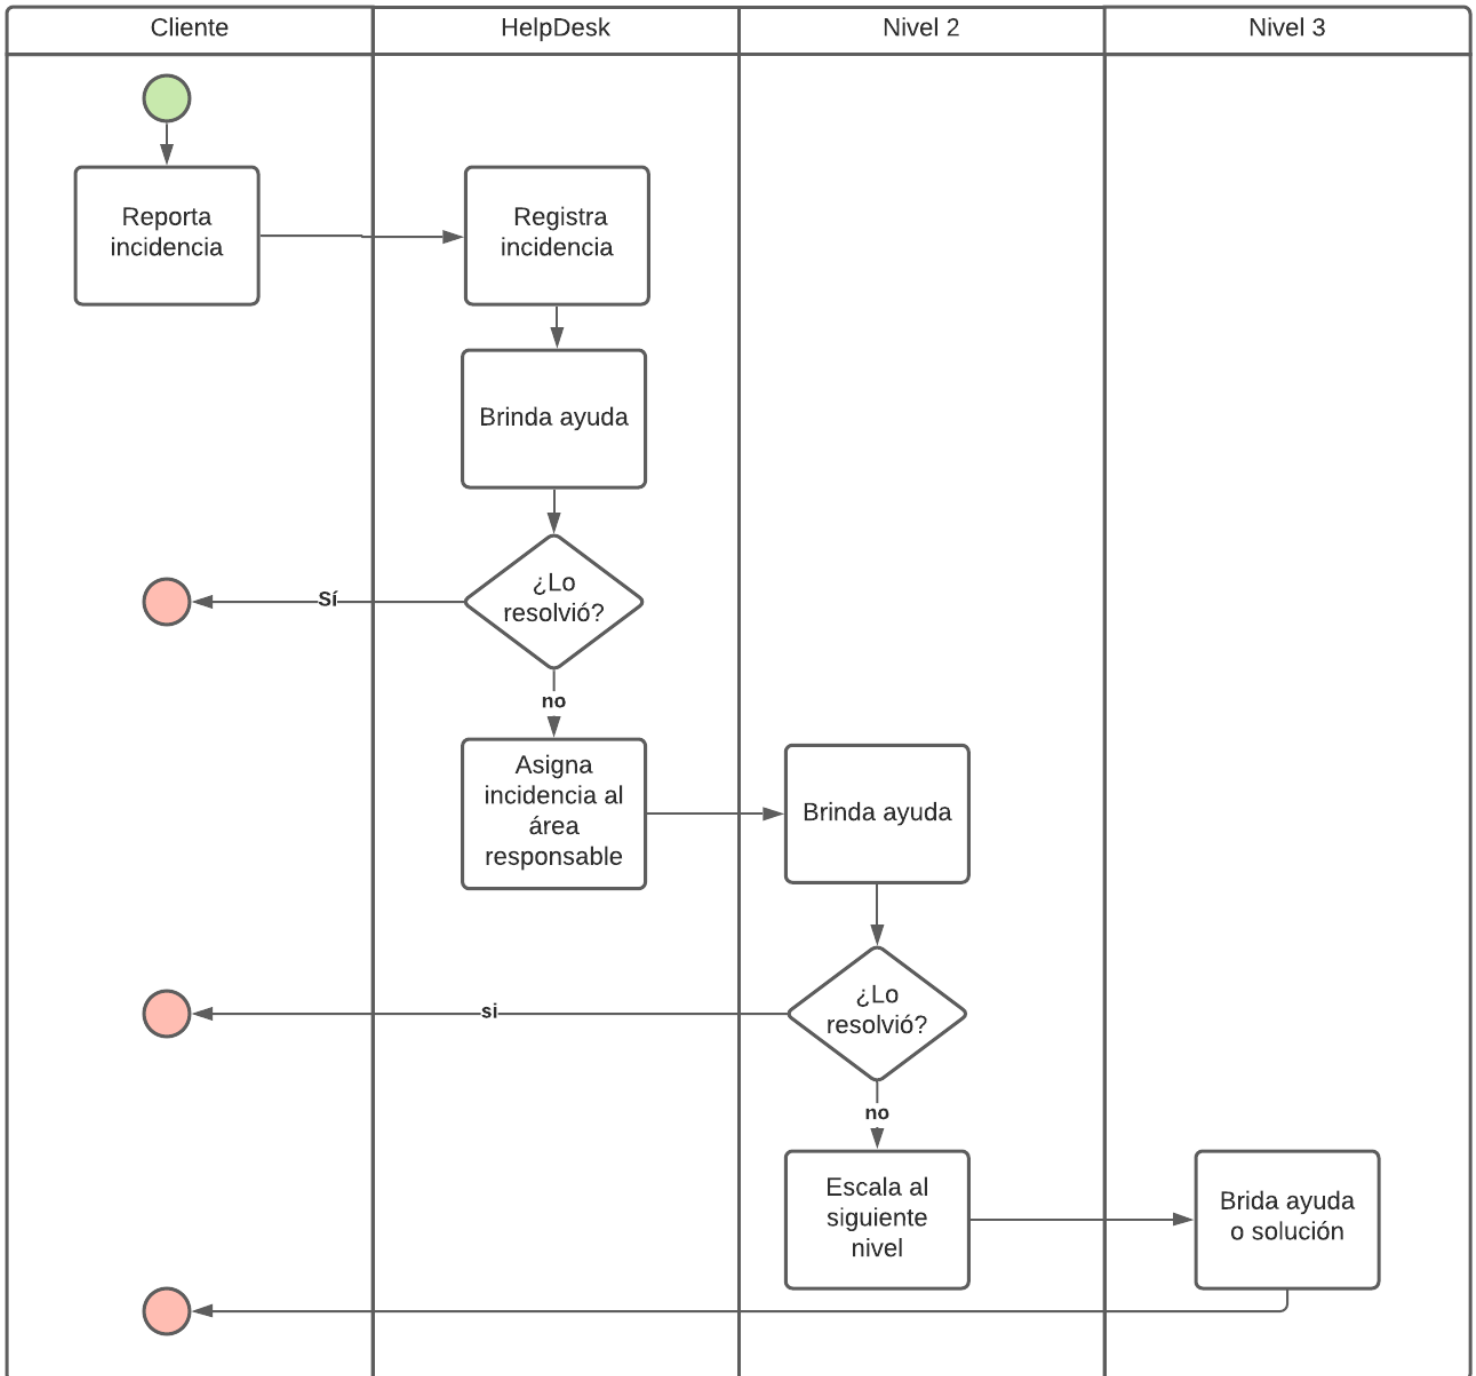 Cliente
HelpDesk
Nivel 2
Nivel 3
Reporta
incidencia
Registra
incidencia
Brinda ayuda
¿Lo
resolvió?
Sí
no
Asigna
incidencia al
área
responsable
Brinda ayuda
¿Lo
resolvió?
si
no
Escala al
siguiente
nivel
Brida ayuda
o solución